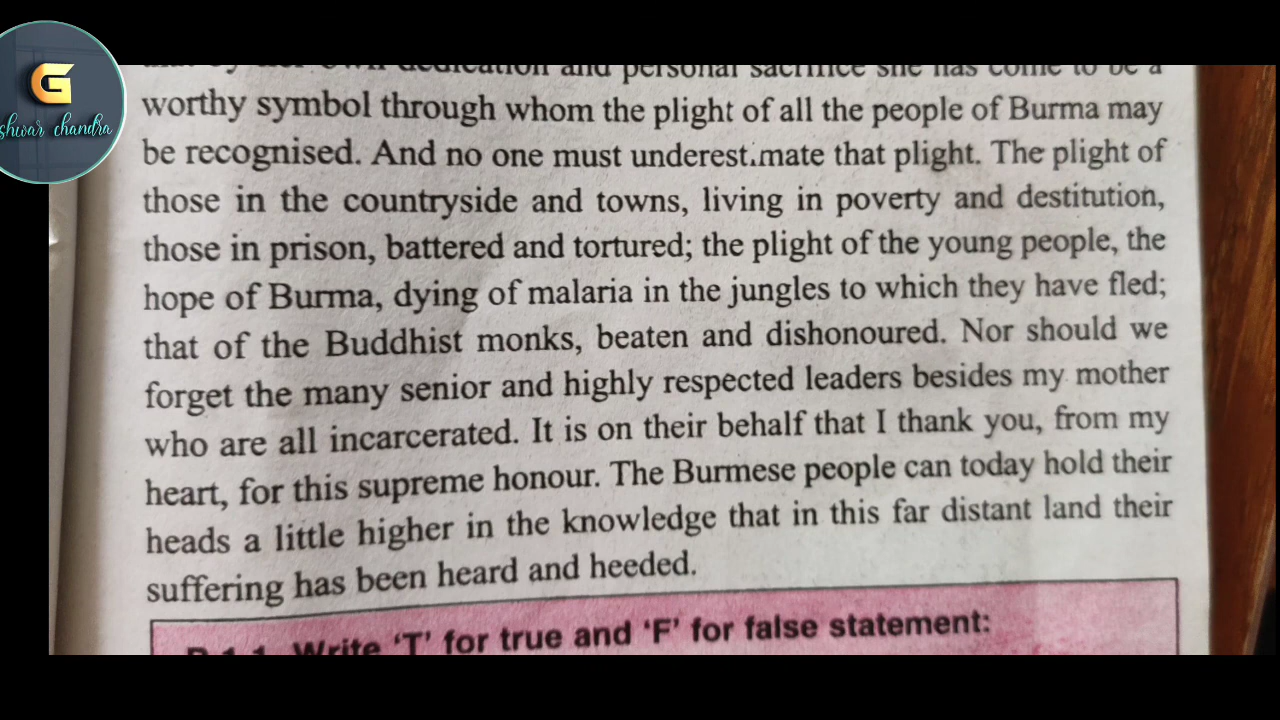 G
shwar chandra
that by her own dedication and personal sacrifice she has come to be a
worthy symbol through whom the plight of all the people of Burma may
be recognised. And no one must underest.mate that plight. The plight of
those in the countryside and towns, living in poverty and destitution,
those in prison, battered and tortured; the plight of the young people, the
hope of Burma, dying of malaria in the jungles to which they have fled;
that of the Buddhist monks, beaten and dishonoured. Nor should we
forget the many senior and highly respected leaders besides my mother
who are all incarcerated. It is on their behalf that I thank you, from my
heart, for this supreme honour. The Burmese people can today hold their
heads a little higher in the knowledge that in this far distant land their
suffering has been heard and heeded.
Write 'T' for true and 'F' for false statement: